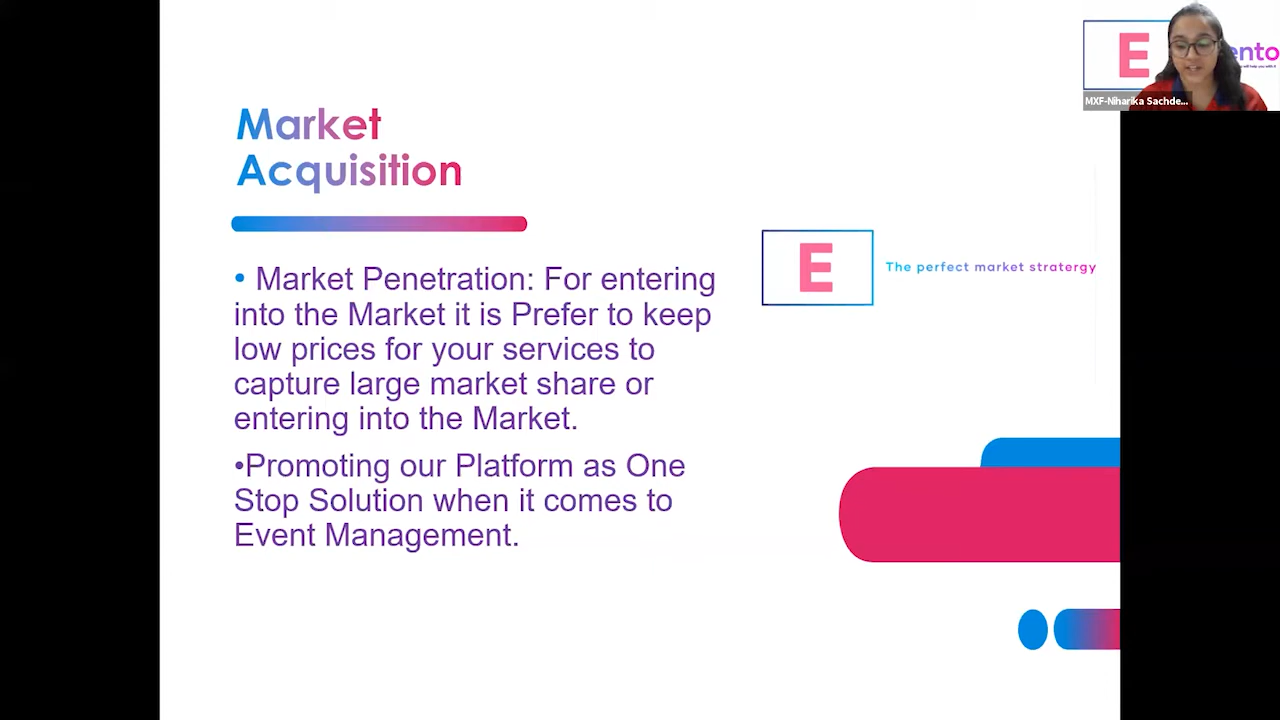 Market
Acquisition
• Market Penetration: For entering
into the Market it is Prefer to keep
low prices for your services to
capture large market share or
entering into the Market.
•Promoting our Platform as One
Stop Solution when it comes to
Event Management.
E
The perfect market stratergy
E
ento
MXF-Niharika Sachde...